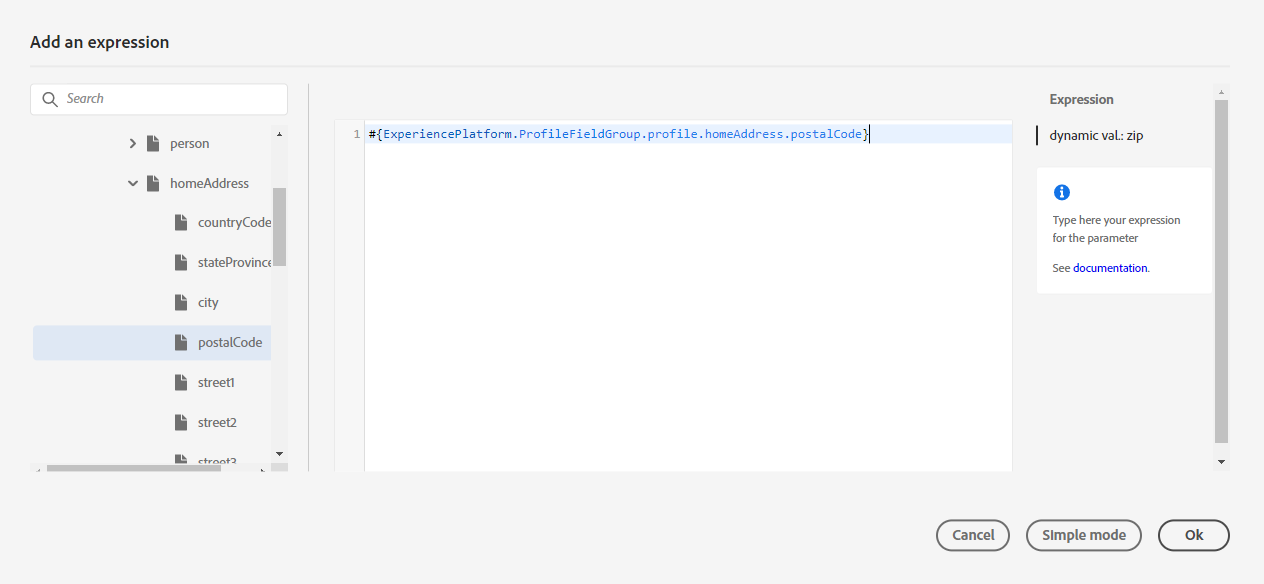 Add an expression
Search
person
homeAddress
countryCode
stateProvince
city
postalCode
street1
street2
street3
1 #{ExperiencePlatform.ProfileFieldGroup.profile.homeAddress.postalCode}
Expression
dynamic val.: zip
Type here your expression
for the parameter
See documentation.
Cancel
Simple mode
Ok